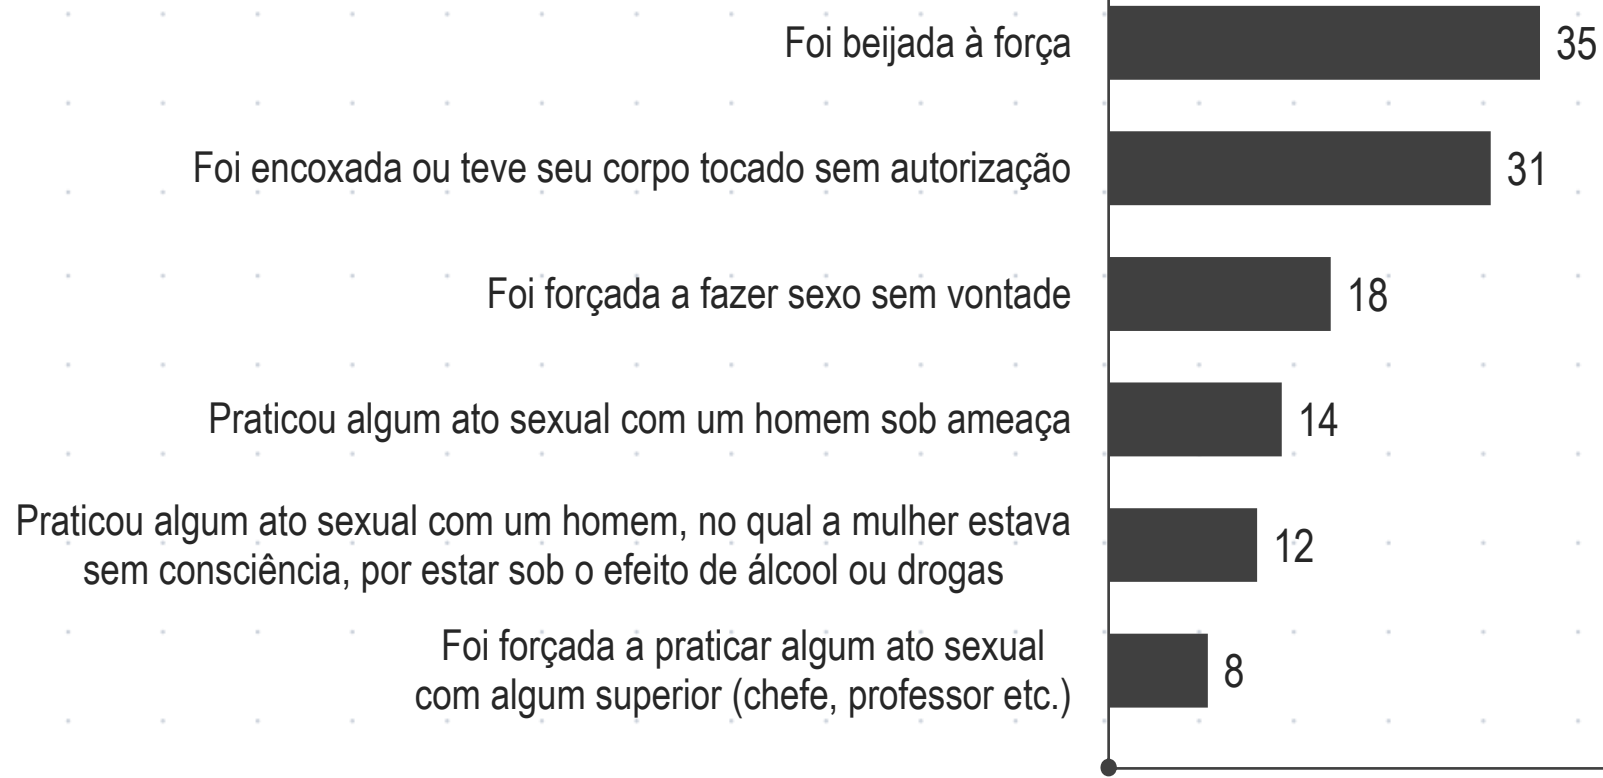 Foi beijada à força 35
Foi encoxada ou teve seu corpo tocado sem autorização 31
Foi forçada a fazer sexo sem vontade 18
Praticou algum ato sexual com um homem sob ameaça 14
Praticou algum ato sexual com um homem, no qual a mulher estava
sem consciência, por estar sob o efeito de álcool ou drogas 12
Foi forçada a praticar algum ato sexual
com algum superior (chefe, professor etc.) 8